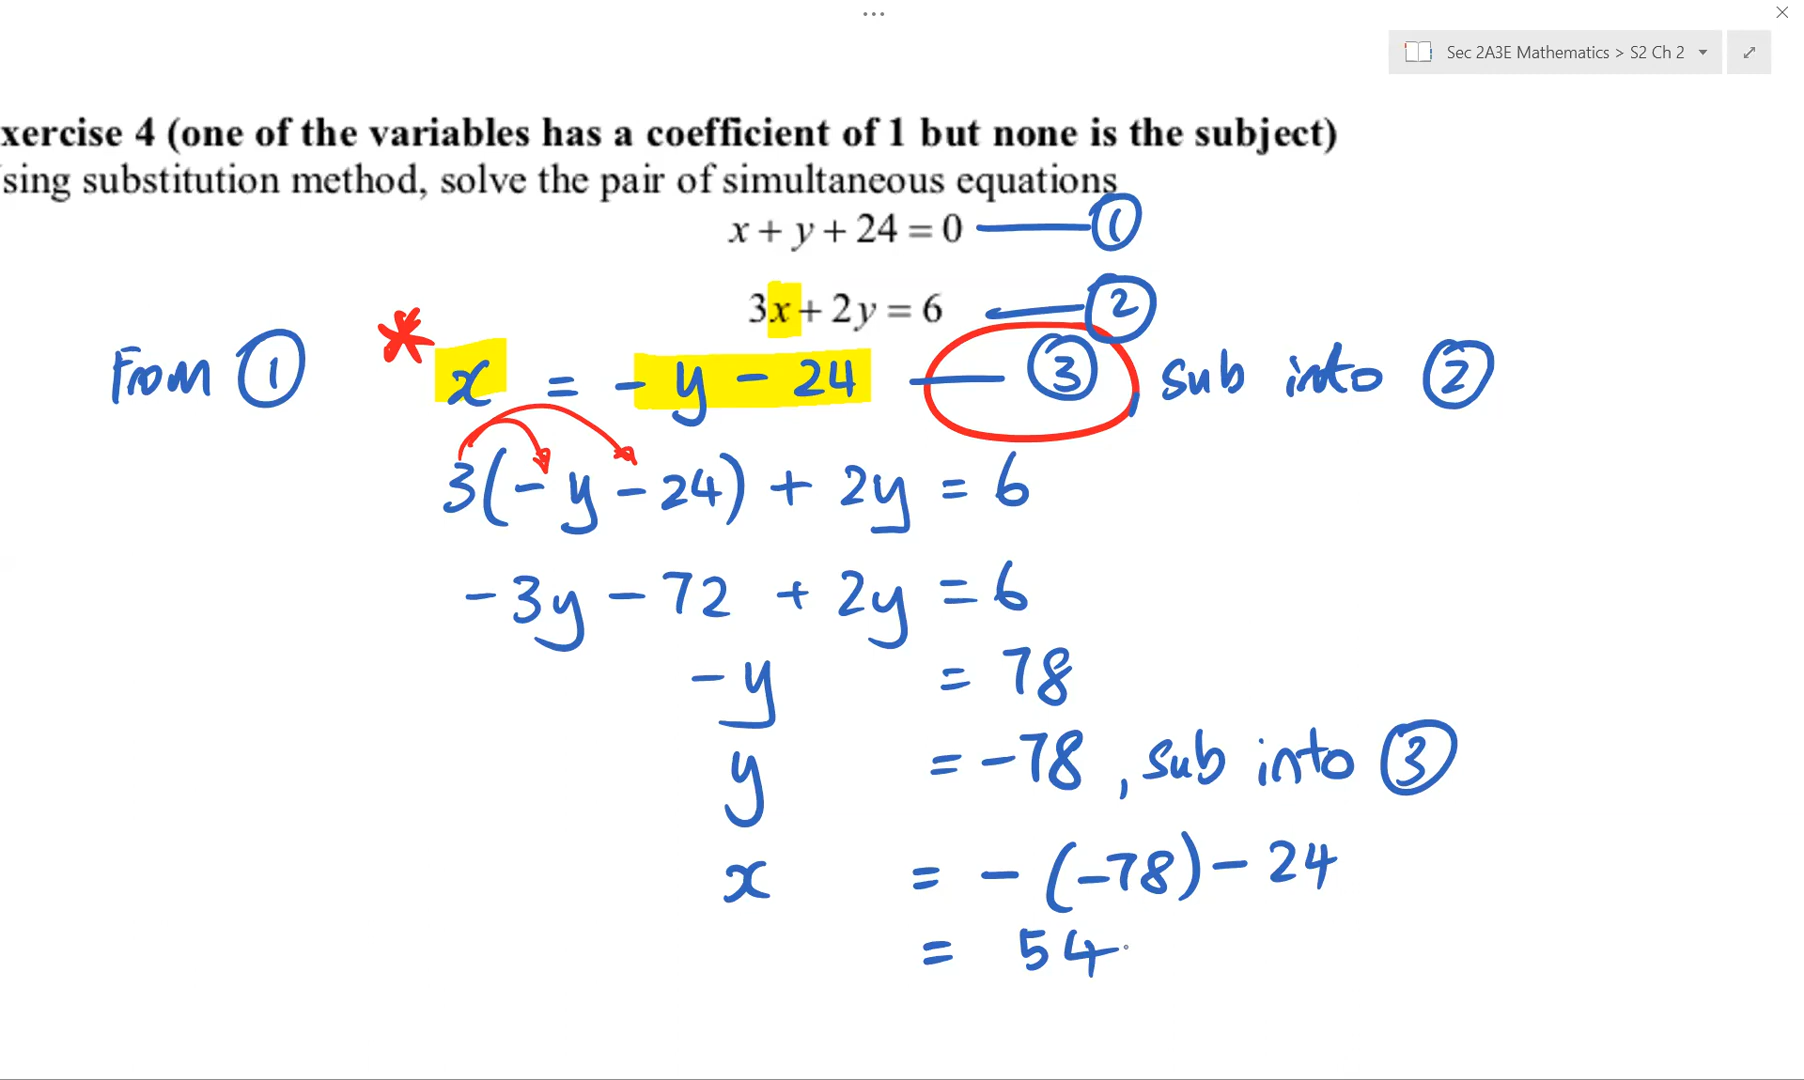 ...
Sec 2A3E Mathematics > S2 Ch 2
xercise 4 (one of the variables has a coefficient of 1 but none is the subject)
sing substitution method, solve the pair of simultaneous equations
x + y + 24 = 0 —— ①
3x + 2y = 6 —— ②
From ① * x = - y - 24 —— ③, sub into ②
3(- y - 24) + 2y = 6
- 3y - 72 + 2y = 6
- y = 78
y = - 78, sub into ③
x = - (-78) - 24
= 54